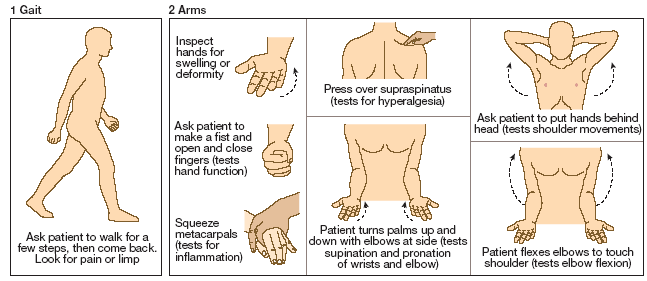 1 Gait
2 Arms
Ask patient to walk for a
few steps, then come back.
Look for pain or limp
Inspect
hands for
swelling or
deformity
Ask patient to
make a fist and
open and close
fingers (tests
hand function)
Squeeze
metacarpals
(tests for
inflammation)
Press over supraspinatus
(tests for hyperalgesia)
Patient turns palms up and
down with elbows at side (tests
supination and pronation
of wrists and elbow)
Ask patient to put hands behind
head (tests shoulder movements)
Patient flexes elbows to touch
shoulder (tests elbow flexion)